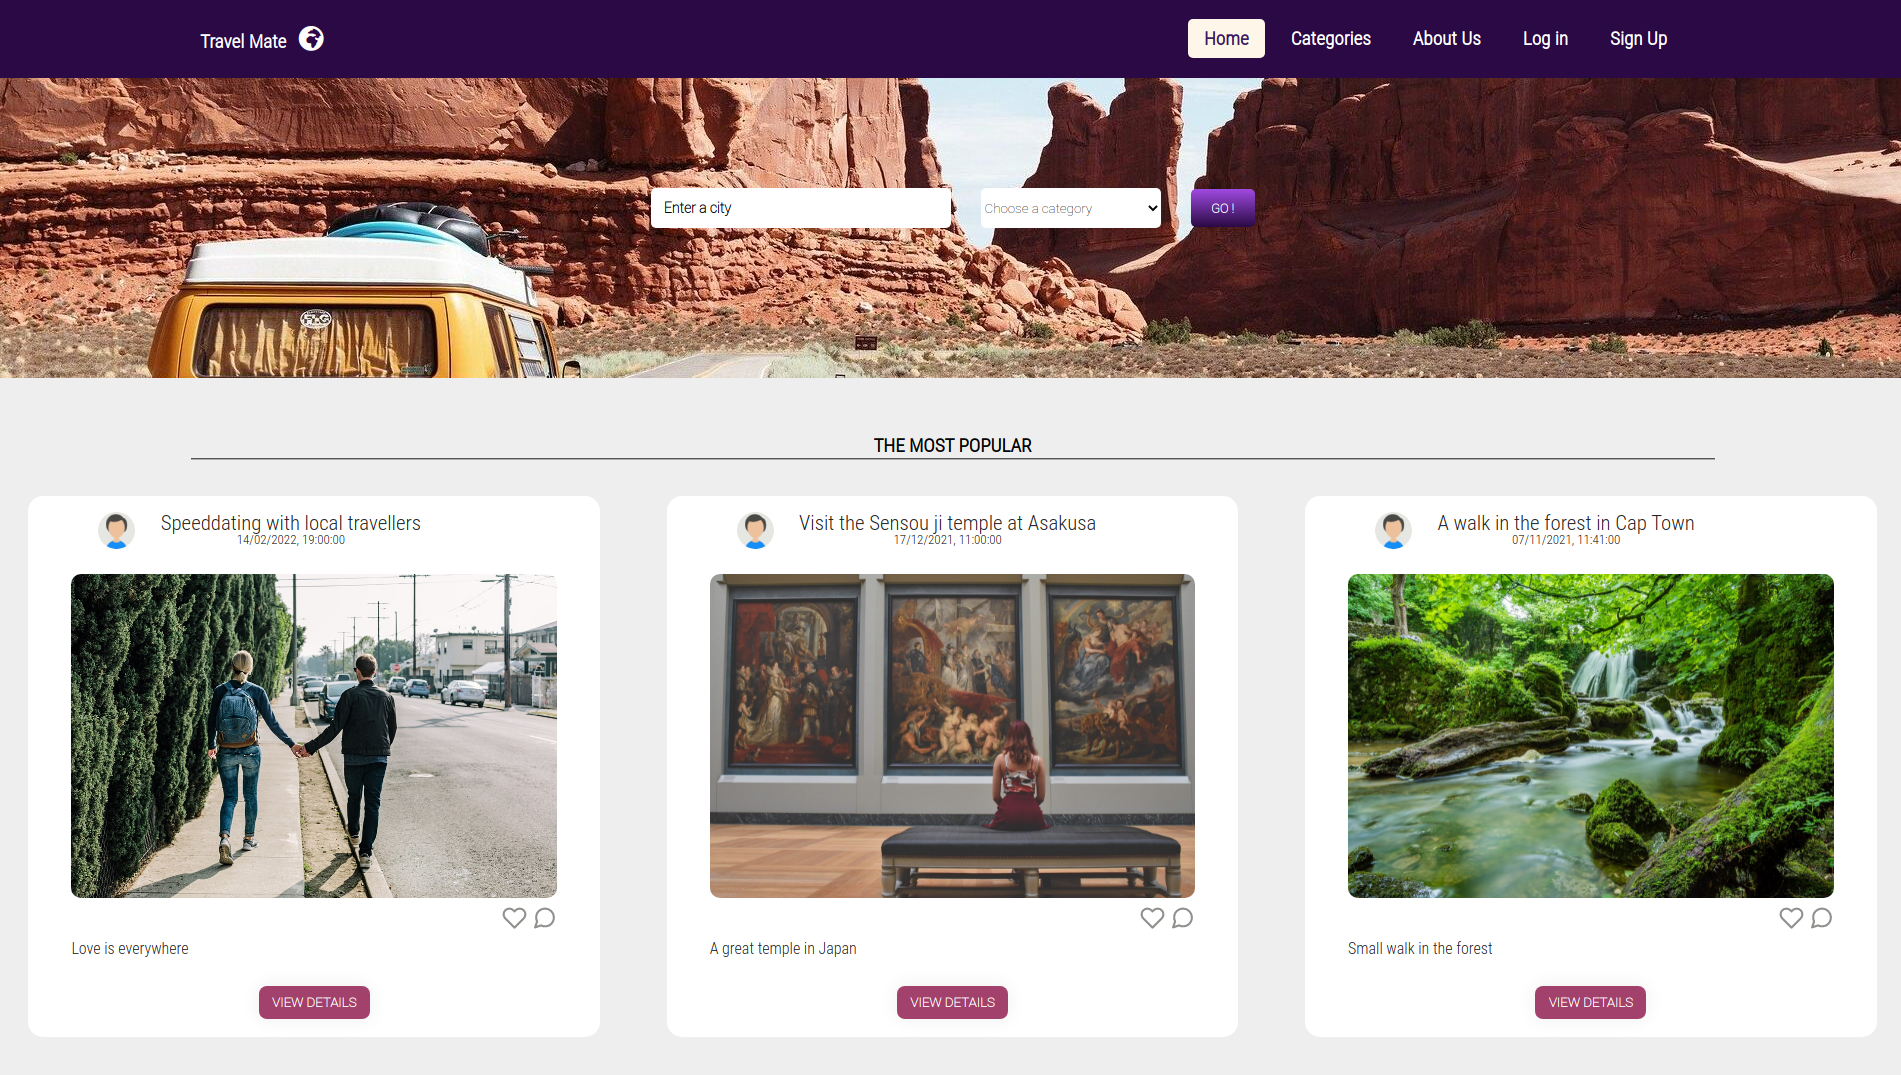 Travel Mate
Home
Categories
About Us
Log in
Sign Up
Enter a city
Choose a category
GO !
FLG
THE MOST POPULAR
Speeddating with local travellers
14/02/2022, 19:00:00
Love is everywhere
VIEW DETAILS
Visit the Sensou ji temple at Asakusa
17/12/2021, 11:00:00
A great temple in Japan
VIEW DETAILS
A walk in the forest in Cap Town
07/11/2021, 11:41:00
Small walk in the forest
VIEW DETAILS